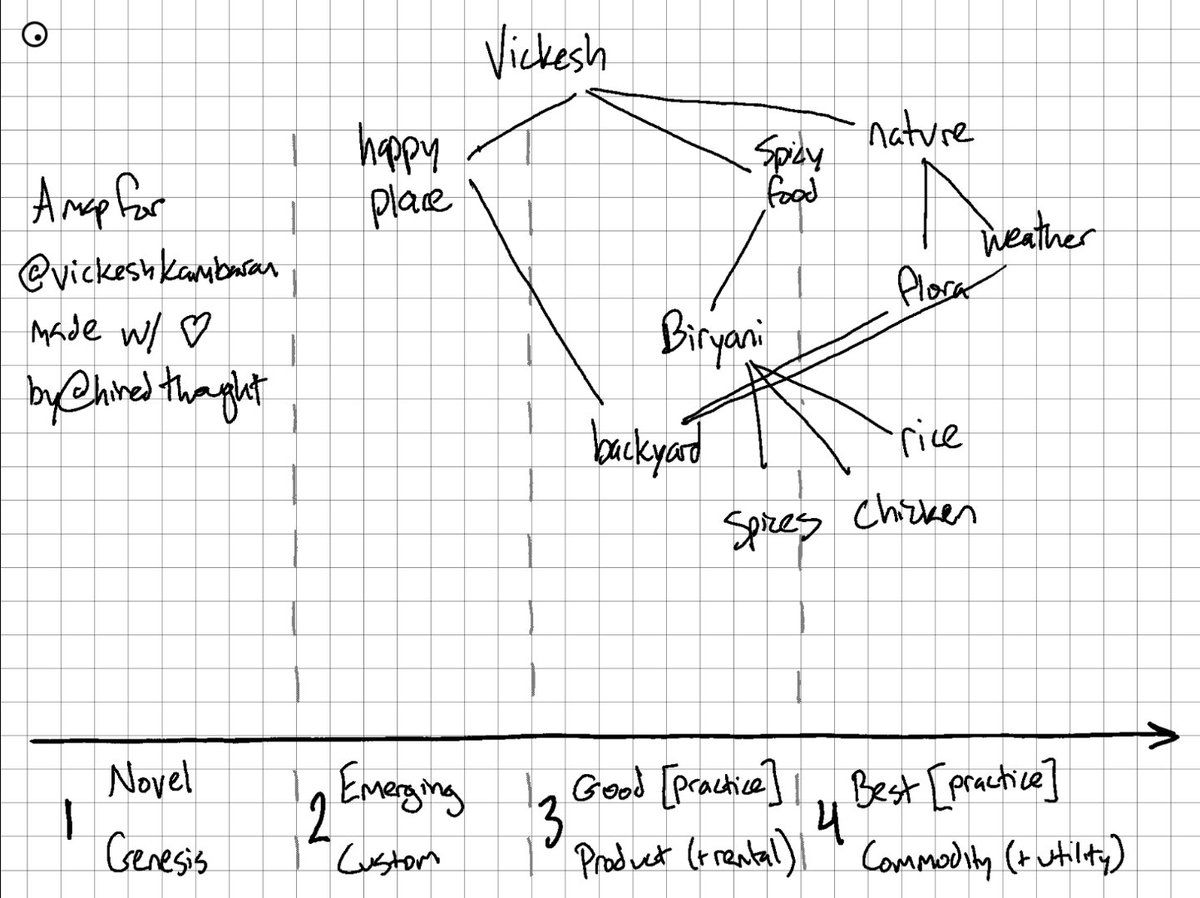 Vickesh
happy
place
Spicy
food
nature
weather
A map for
@vickeshkambaran
made w/ ♡
by@hiredthought
flora
Biryani
backyard
rice
Spices
Chicken
1 Novel
Genesis
2 Emerging
Custom
3 Good [practice]
Product (+rental)
4 Best [practice]
Commodity (+utility)